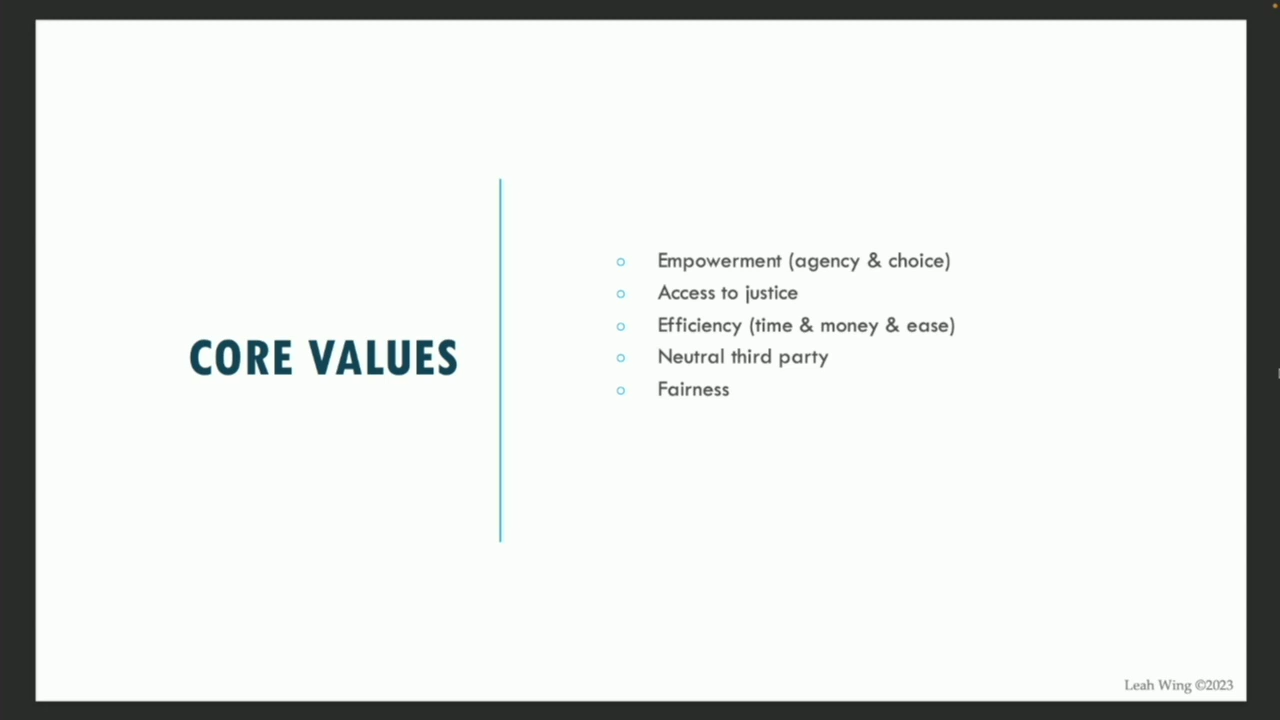 CORE VALUES
Empowerment (agency & choice)
Access to justice
Efficiency (time & money & ease)
Neutral third party
Fairness
Leah Wing ©2023